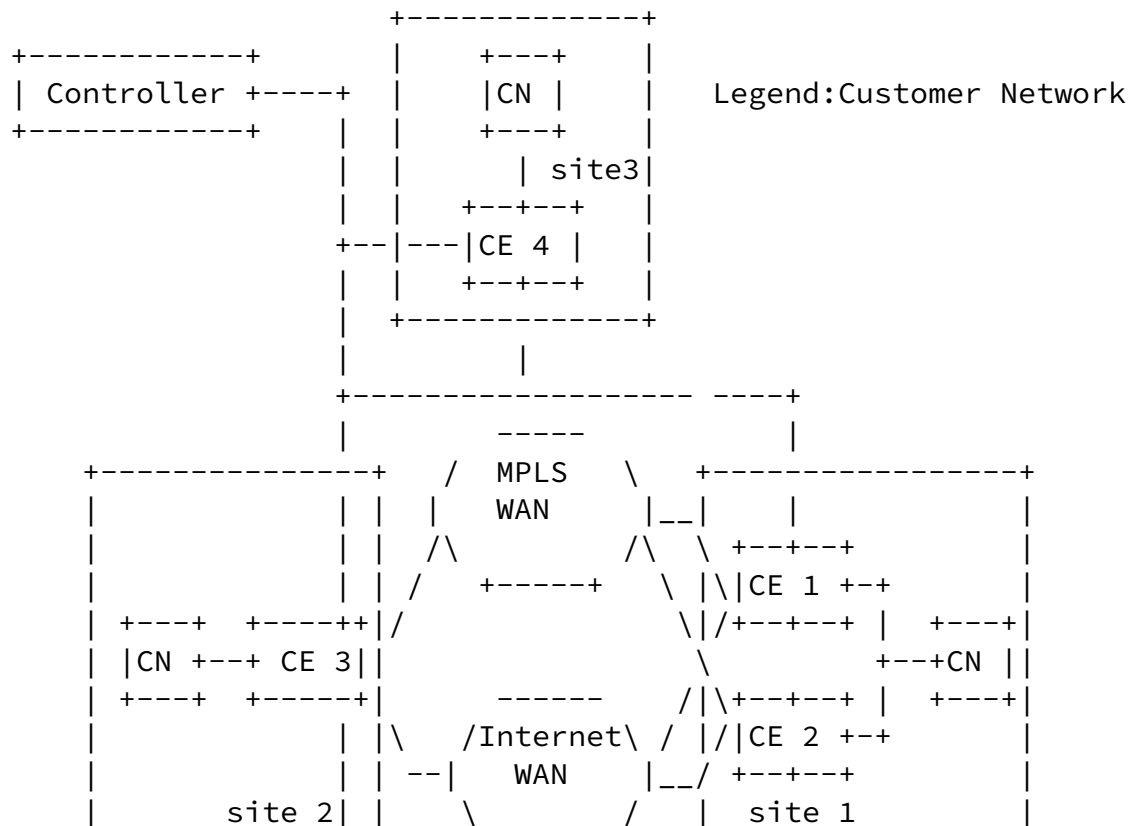 Controller
CN
Legend:Customer Network
site3
CE 4
MPLS
WAN
CE 1
CN
CE 3
CN
Internet
CE 2
WAN
site 2
site 1